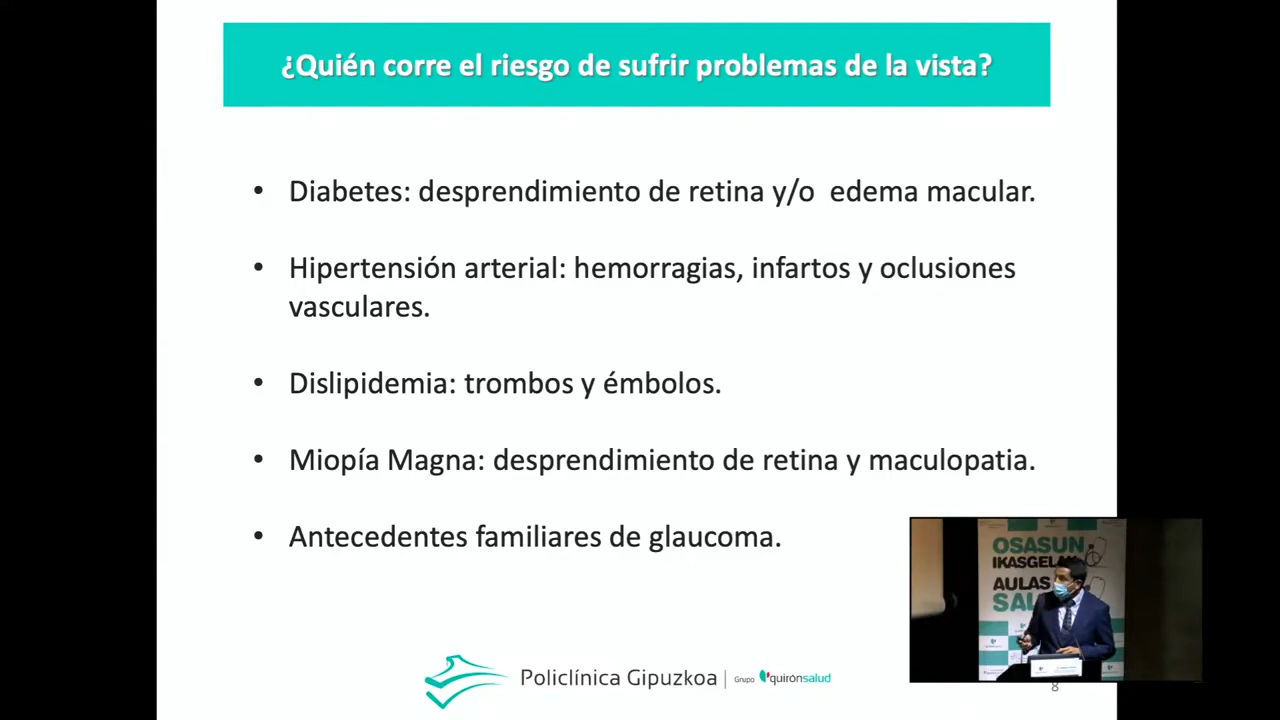 ¿Quién corre el riesgo de sufrir problemas de la vista?
• Diabetes: desprendimiento de retina y/o  edema macular.
• Hipertensión arterial: hemorragias, infartos y oclusiones
vasculares.
• Dislipidemia: trombos y émbolos.
• Miopía Magna: desprendimiento de retina y maculopatia.
• Antecedentes familiares de glaucoma.
OSASUN
IKASGELAK
AULAS
SAL
Policlínica Gipuzkoa
Grupo quirónsalud
8